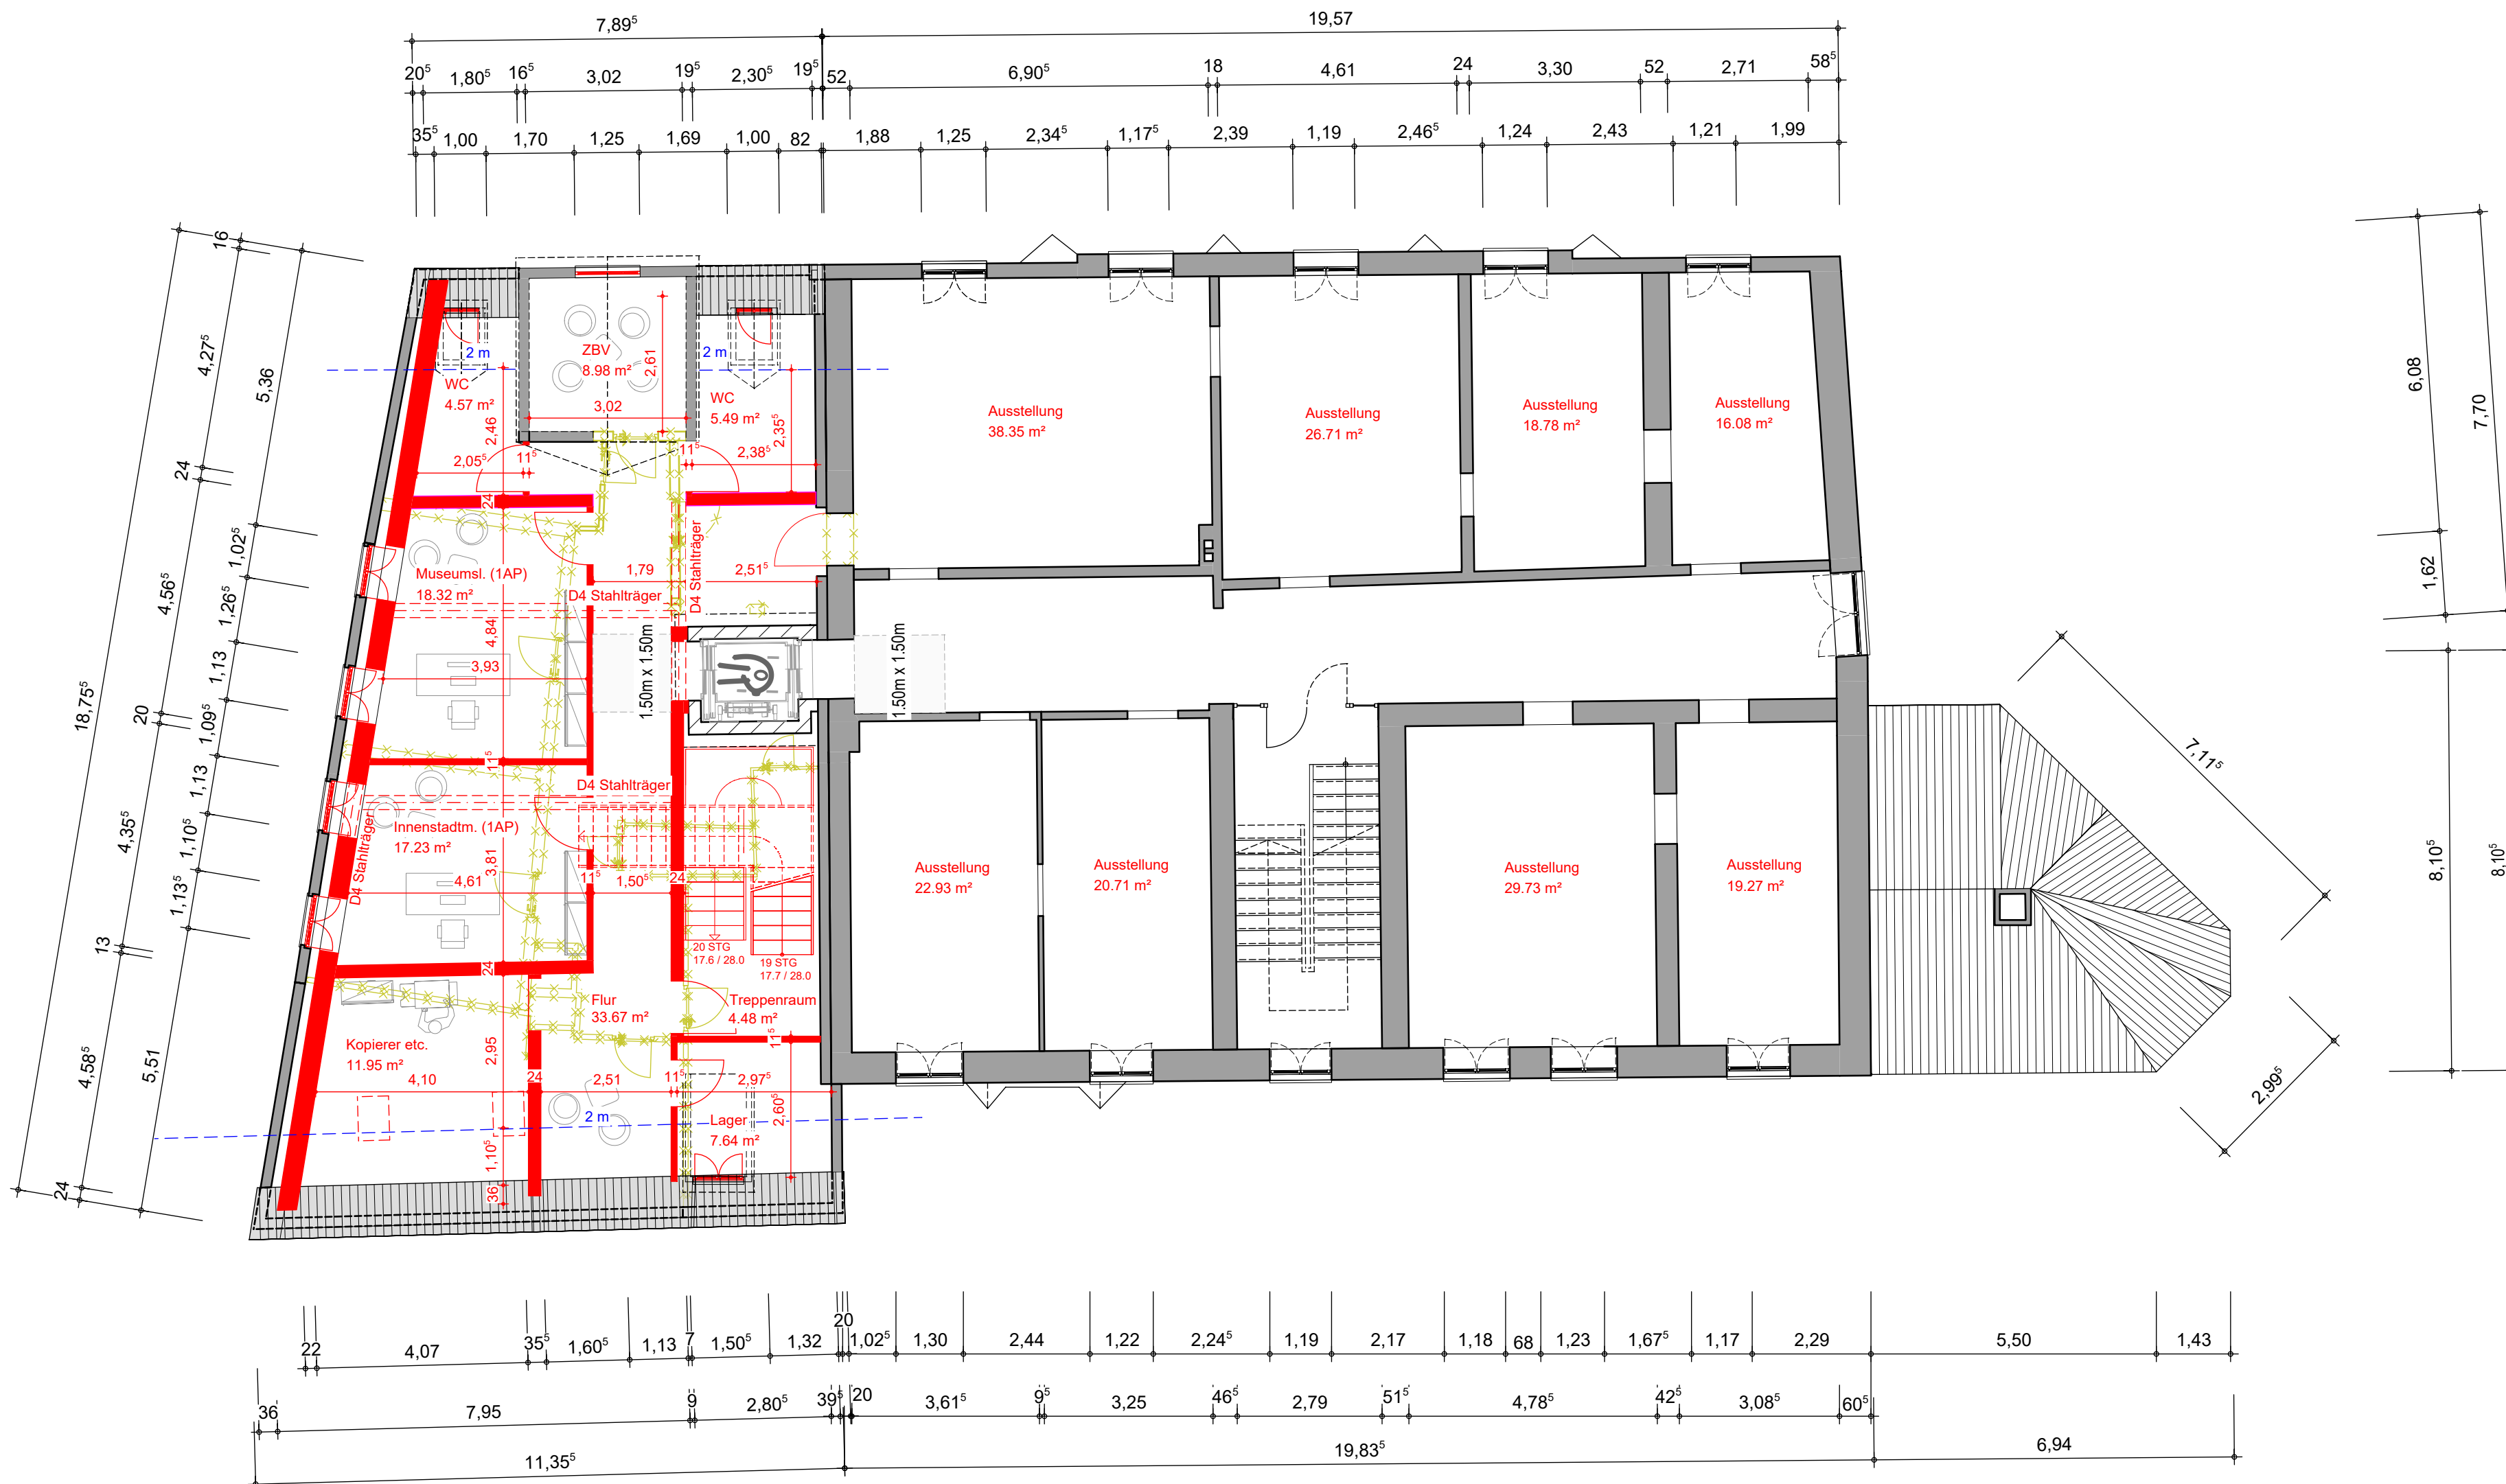 7,89⁵ 19,57
20⁵ 1,80⁵ 16⁵ 3,02 19⁵ 2,30⁵ 19⁵ 52 6,90⁵ 18 4,61 24 3,30 52 2,71 58⁵
35⁵ 1,00 1,70 1,25 1,69 1,00 82 1,88 1,25 2,34⁵ 1,17⁵ 2,39 1,19 2,46⁵ 1,24 2,43 1,21 1,99
18,75⁵
16 4,27⁵ 24 4,56⁵ 20 4,35⁵ 13 4,58⁵ 24
5,36 1,02⁵ 1,26⁵ 1,13 1,09⁵ 1,13 1,10⁵ 1,13⁵ 5,51
2 m
WC
4.57 m²
2,46
2,05⁵
11⁵
ZBV
8.98 m²
2,61
3,02
2 m
WC
5.49 m²
2,35⁵
11⁵
2,38⁵
24
Museumsl. (1AP)
18.32 m²
4,84
3,93
1,79
2,51⁵
D4 Stahlträger
D4 Stahlträger
1.50m x 1.50m
1.50m x 1.50m
11⁵
D4 Stahlträger
Innenstadtm. (1AP)
17.23 m²
D4 Stahlträger
3,81
4,61
11⁵
1,50⁵
24
24
20 STG
17.6 / 28.0
19 STG
17.7 / 28.0
Flur
33.67 m²
Treppenraum
4.48 m²
11⁵
Kopierer etc.
11.95 m²
2,95
4,10
24
2,51
11⁵
2,97⁵
2 m
Lager
7.64 m²
2,60⁵
1,10⁵
36
Ausstellung
38.35 m²
Ausstellung
26.71 m²
Ausstellung
18.78 m²
Ausstellung
16.08 m²
Ausstellung
22.93 m²
Ausstellung
20.71 m²
Ausstellung
29.73 m²
Ausstellung
19.27 m²
6,08
7,70
1,62
7,11⁵
8,10⁵
8,10⁵
2,99⁵
22 4,07 35⁵ 1,60⁵ 1,13 7 1,50⁵ 1,32 20 1,02⁵ 1,30 2,44 1,22 2,24⁵ 1,19 2,17 1,18 68 1,23 1,67⁵ 1,17 2,29 5,50 1,43
36 7,95 9 2,80⁵ 39⁵ 20 3,61⁵ 9⁵ 3,25 46⁵ 2,79 51⁵ 4,78⁵ 42⁵ 3,08⁵ 60⁵
11,35⁵ 19,83⁵ 6,94